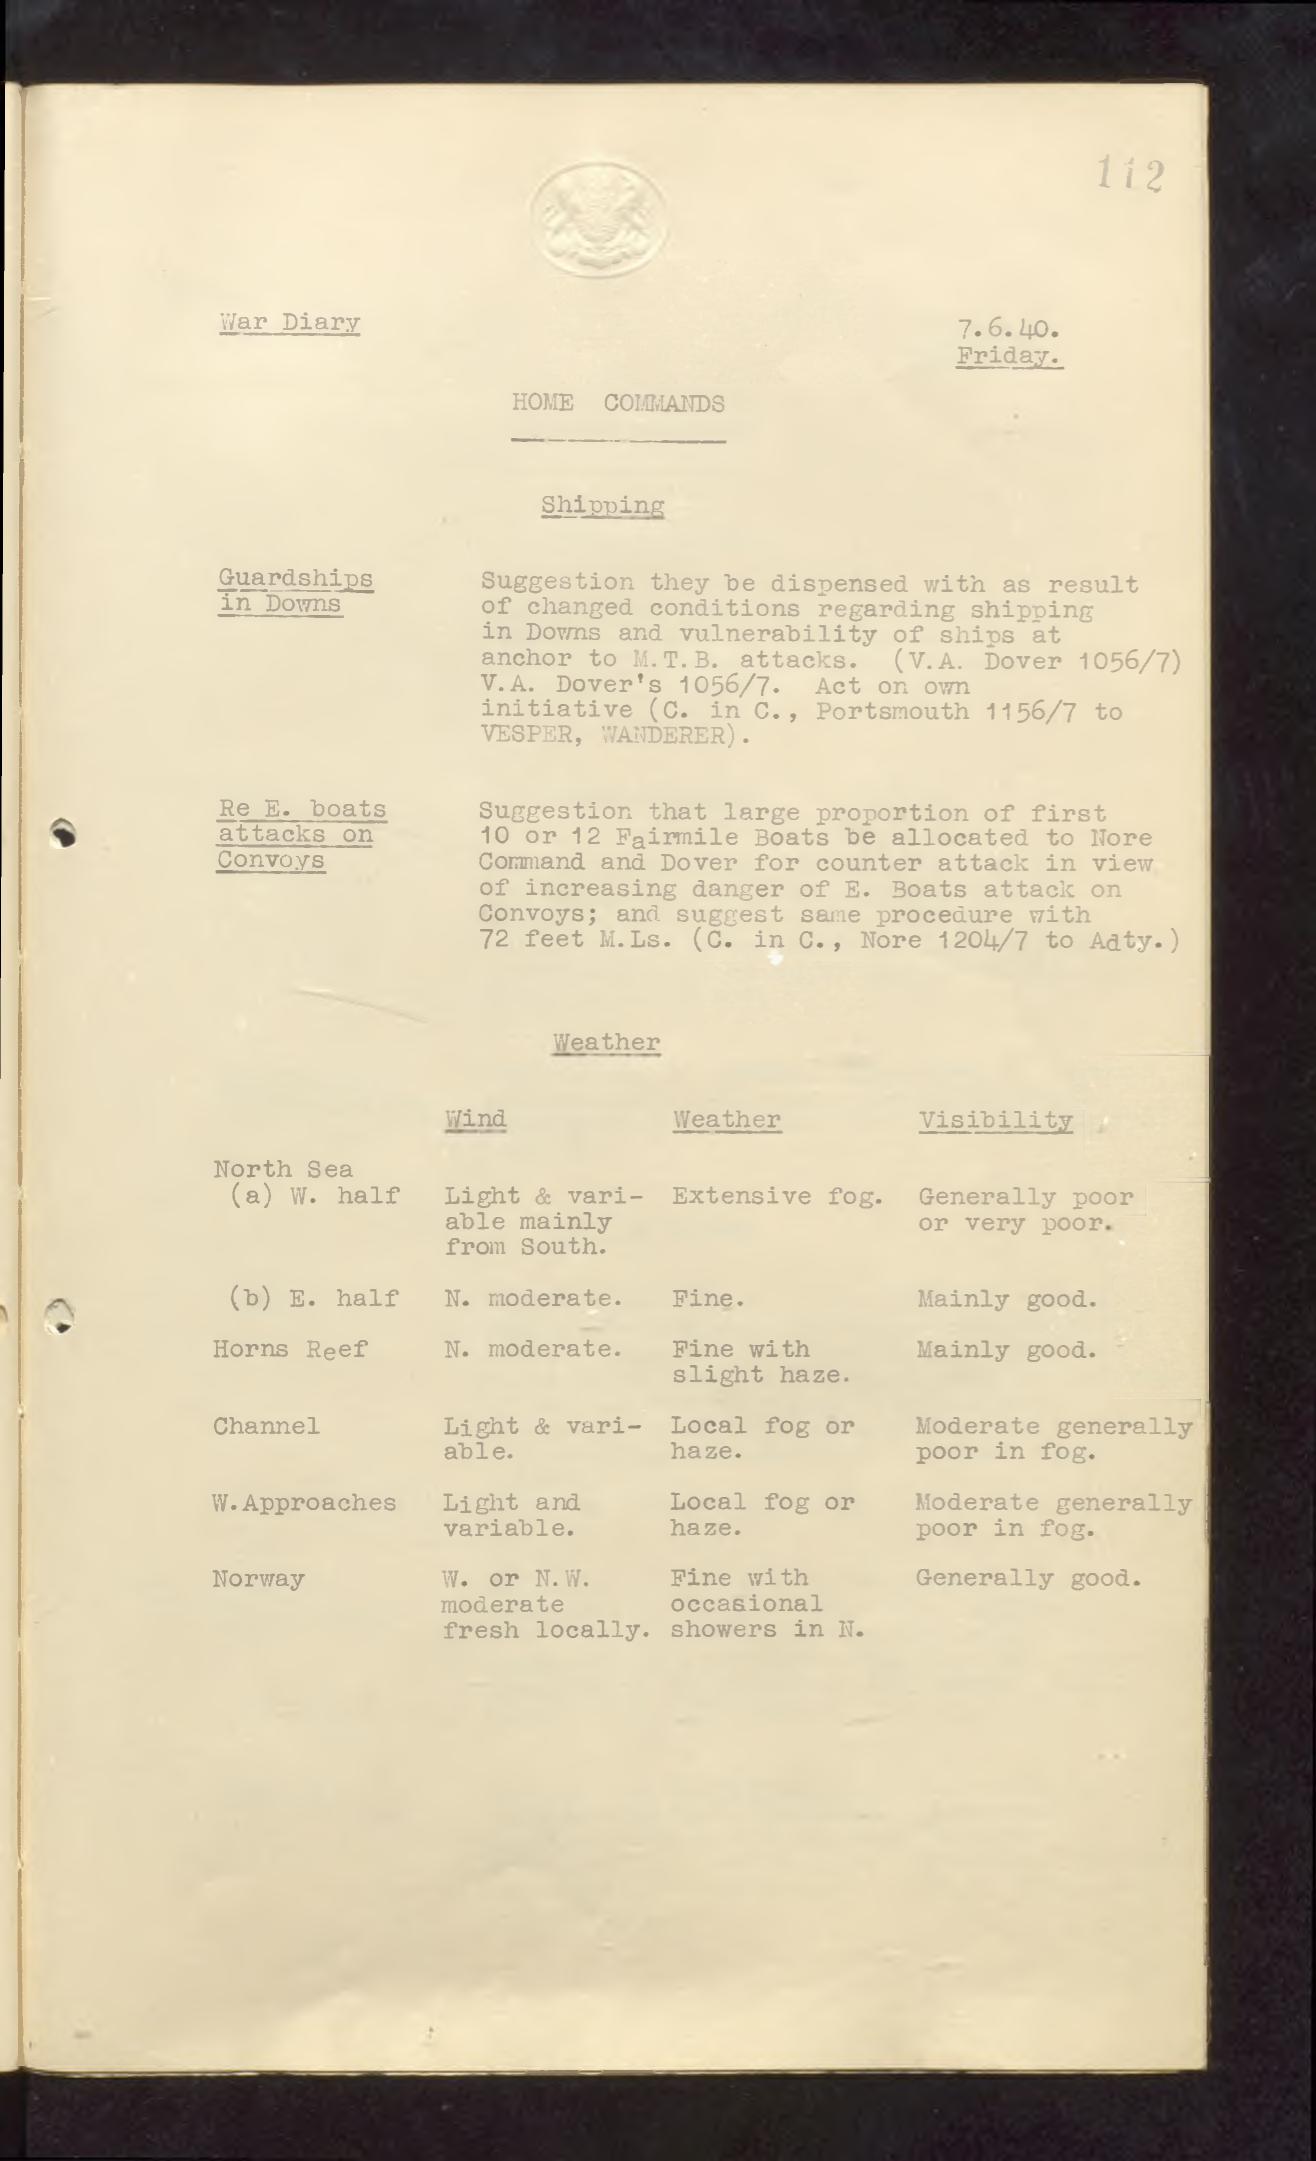 112
War Diary
7.6.40.
Friday.
HOME COMMANDS
Shipping
Guardships
in Downs
Suggestion they be dispensed with as result
of changed conditions regarding shipping
in Downs and vulnerability of ships at
anchor to M.T.B. attacks. (V.A. Dover 1056/7)
V.A. Dover's 1056/7. Act on own
initiative (C. in C., Portsmouth 1156/7 to
VESPER, WANDERER).
Re E. boats
attacks on
Convoys
Suggestion that large proportion of first
10 or 12 Fairmile Boats be allocated to Nore
Command and Dover for counter attack in view
of increasing danger of E. Boats attack on
Convoys; and suggest same procedure with
72 feet M.Ls. (C. in C., Nore 1204/7 to Adty.)
Weather
Wind Weather Visibility
North Sea
(a) W. half Light & vari- Extensive fog. Generally poor
able mainly or very poor.
from South.
(b) E. half N. moderate. Fine. Mainly good.
Horns Reef N. moderate. Fine with Mainly good.
slight haze.
Channel Light & vari- Local fog or Moderate generally
able. haze. poor in fog.
W.Approaches Light and Local fog or Moderate generally
variable. haze. poor in fog.
Norway W. or N.W. Fine with Generally good.
moderate occasional
fresh locally. showers in N.